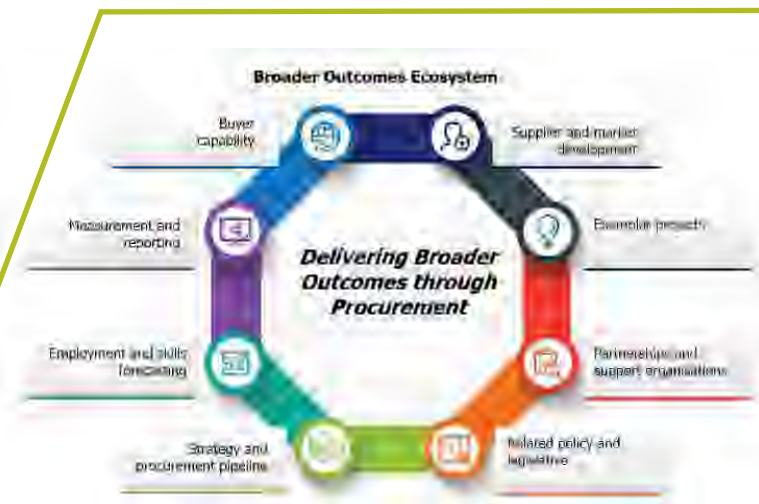 Broader Outcomes Ecosystem
Buyer
capability
Supplier and market
development
Measurement and
reporting
Exemplar projects
Delivering Broader
Outcomes through
Procurement
Employment and skills
forecasting
Partnerships and
support organisations
Strategy and
procurement pipeline
Related policy and
legislative